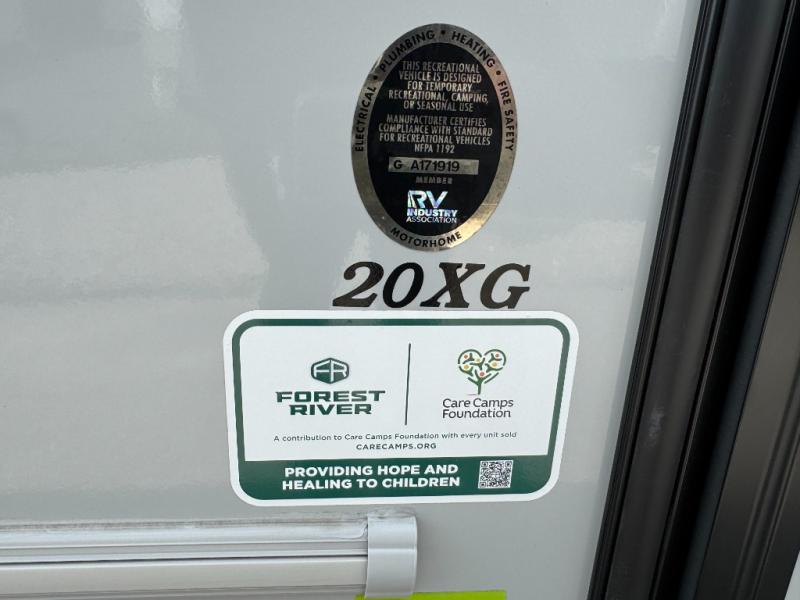 ELECTRICAL • PLUMBING • HEATING • FIRE SAFETY
THIS RECREATIONAL
VEHICLE IS DESIGNED
FOR TEMPORARY
RECREATIONAL, CAMPING,
OR SEASONAL USE
MANUFACTURER CERTIFIES
COMPLIANCE WITH STANDARD
FOR RECREATIONAL VEHICLES
NFPA 1192
G A171919
MEMBER
RV
INDUSTRY
ASSOCIATION
MOTORHOME
20XG
FR
FOREST
RIVER
Care Camps
Foundation
A contribution to Care Camps Foundation with every unit sold
CARECAMPS.ORG
PROVIDING HOPE AND
HEALING TO CHILDREN